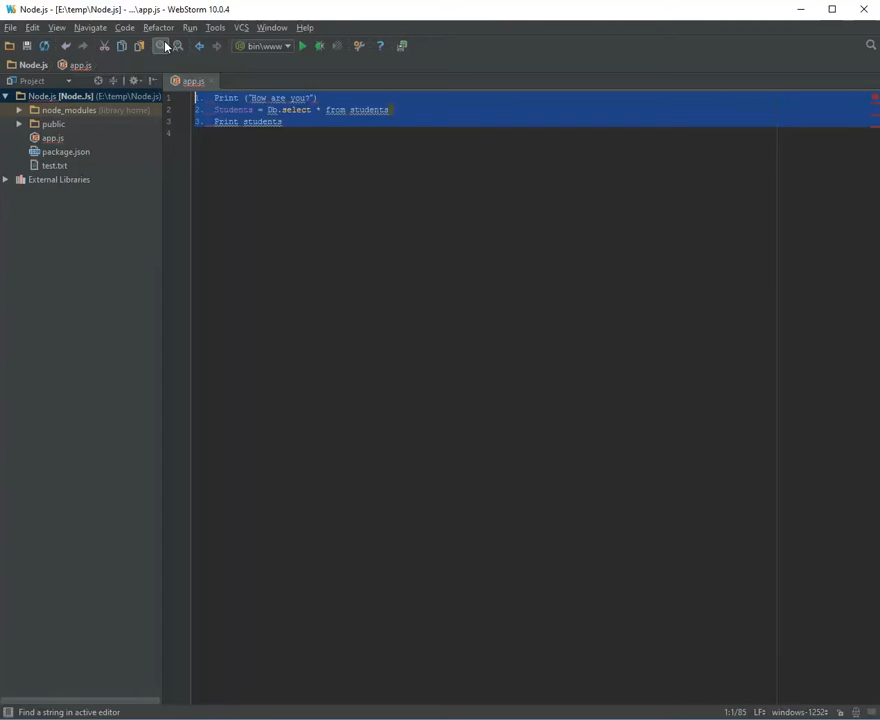 Node.js - [E:\temp\Node.js] - ...\app.js - WebStorm 10.0.4
File Edit View Navigate Code Refactor Run Tools VCS Window Help
bin\www
Node.js app.js
Project app.js
Node.js [Node.Js] (E:\temp\Node.js)
node_modules (library home)
public
app.js
package.json
test.txt
External Libraries
1 1. Print ("How are you?")
2 2. Students = Db.select * from students
3 3. Print students
4
Find a string in active editor 1:1/85 LF÷ windows-1252÷